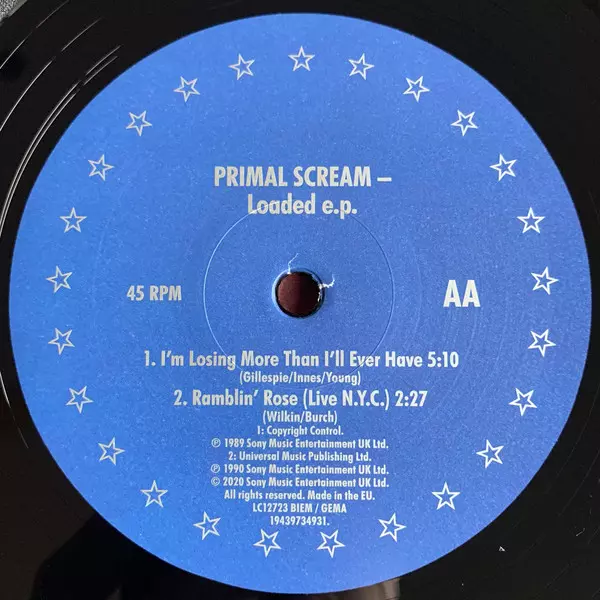 PRIMAL SCREAM –
Loaded e.p.
45 RPM
AA
1. I'm Losing More Than I'll Ever Have 5:10
(Gillespie/Innes/Young)
2. Ramblin' Rose (Live N.Y.C.) 2:27
(Wilkin/Burch)
1: Copyright Control.
℗ 1989 Sony Music Entertainment UK Ltd.
2: Universal Music Publishing Ltd.
℗ 1990 Sony Music Entertainment UK Ltd.
© 2020 Sony Music Entertainment UK Ltd.
All rights reserved. Made in the EU.
LC12723 BIEM / GEMA
19439734931.